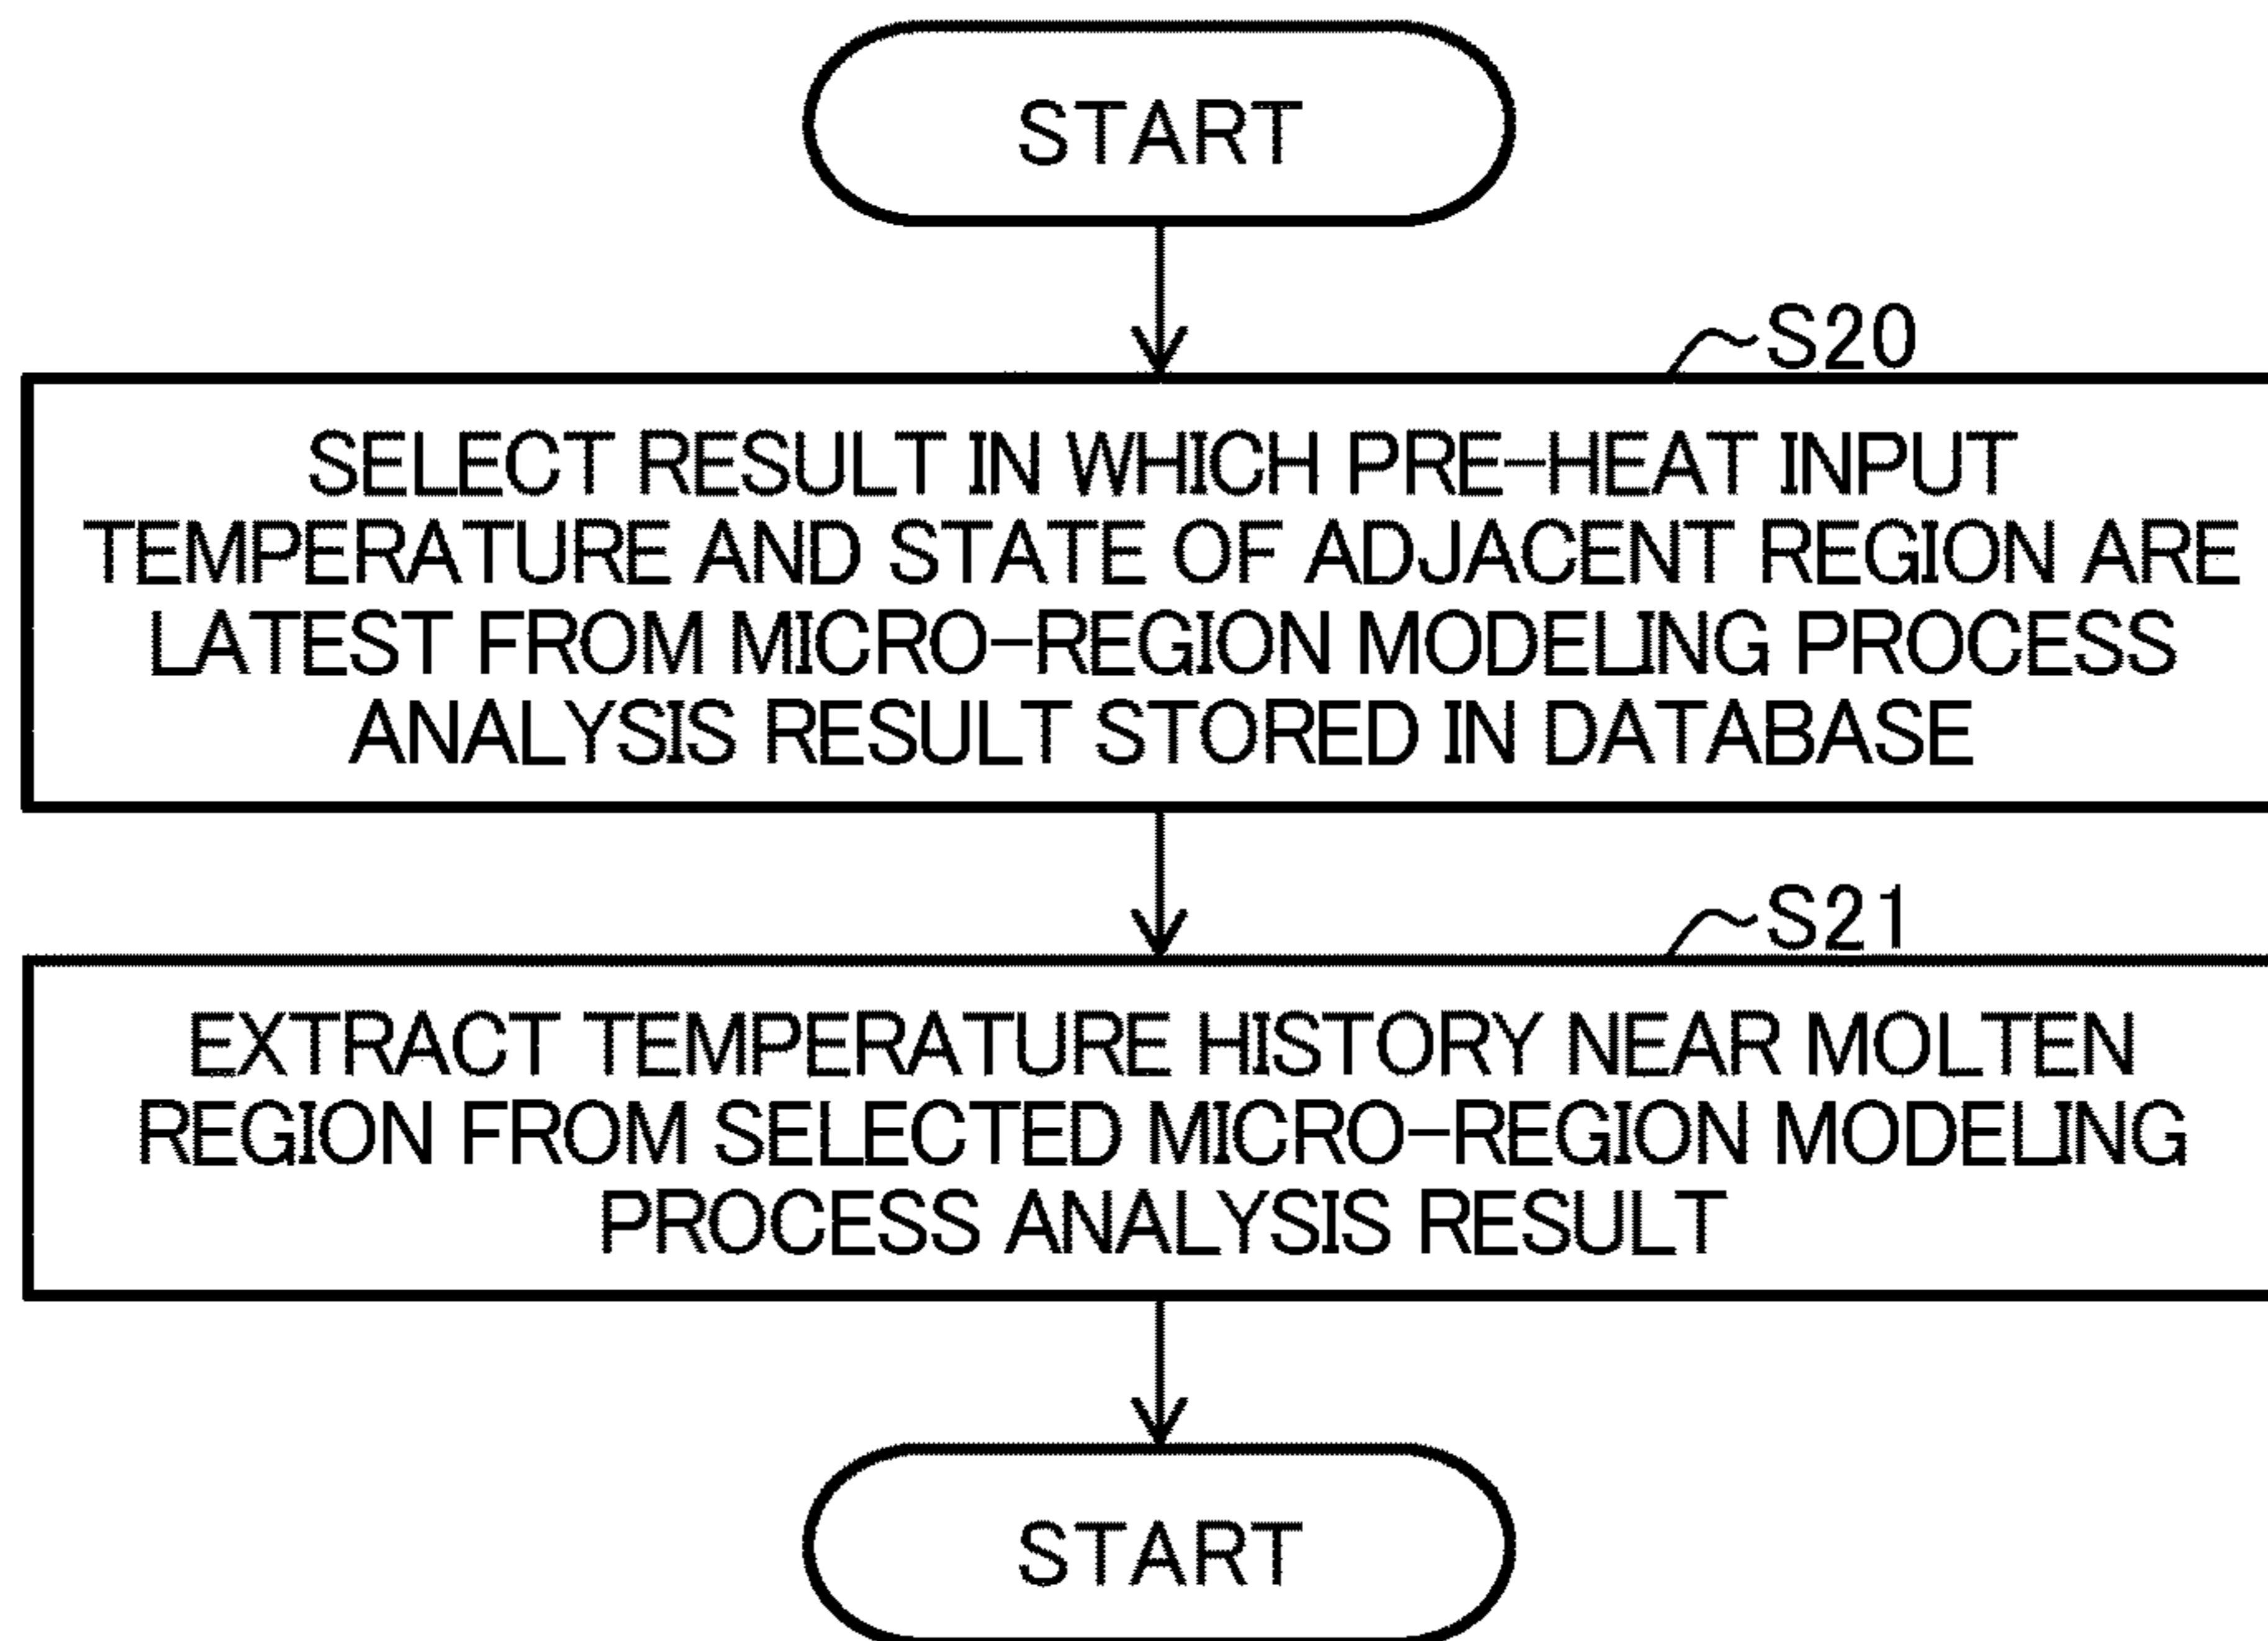 START
S20
SELECT RESULT IN WHICH PRE-HEAT INPUT
TEMPERATURE AND STATE OF ADJACENT REGION ARE
LATEST FROM MICRO-REGION MODELING PROCESS
ANALYSIS RESULT STORED IN DATABASE
S21
EXTRACT TEMPERATURE HISTORY NEAR MOLTEN
REGION FROM SELECTED MICRO-REGION MODELING
PROCESS ANALYSIS RESULT
START